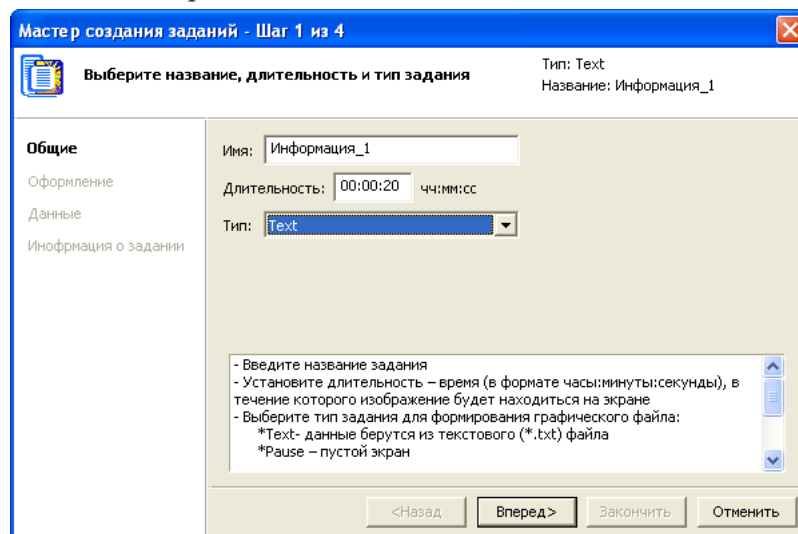 Мастер создания заданий - Шаг 1 из 4
Выберите название, длительность и тип задания
Тип: Text
Название: Информация_1
Общие
Оформление
Данные
Инофрмация о задании
Имя: Информация_1
Длительность: 00:00:20 чч:мм:сс
Тип: Text
- Введите название задания
- Установите длительность – время (в формате часы:минуты:секунды), в
течение которого изображение будет находиться на экране
- Выберите тип задания для формирования графического файла:
*Text- данные берутся из текстового (*.txt) файла
*Pause – пустой экран
<Назад Вперед> Закончить Отменить